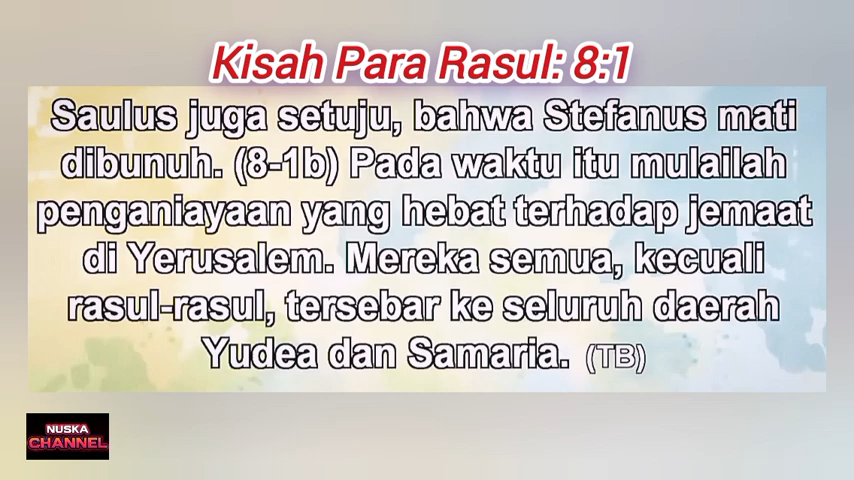 Kisah Para Rasul: 8:1
Saulus juga setuju, bahwa Stefanus mati
dibunuh. (8-1b) Pada waktu itu mulailah
penganiayaan yang hebat terhadap jemaat
di Yerusalem. Mereka semua, kecuali
rasul-rasul, tersebar ke seluruh daerah
Yudea dan Samaria. (TB)
NUSKA
CHANNEL